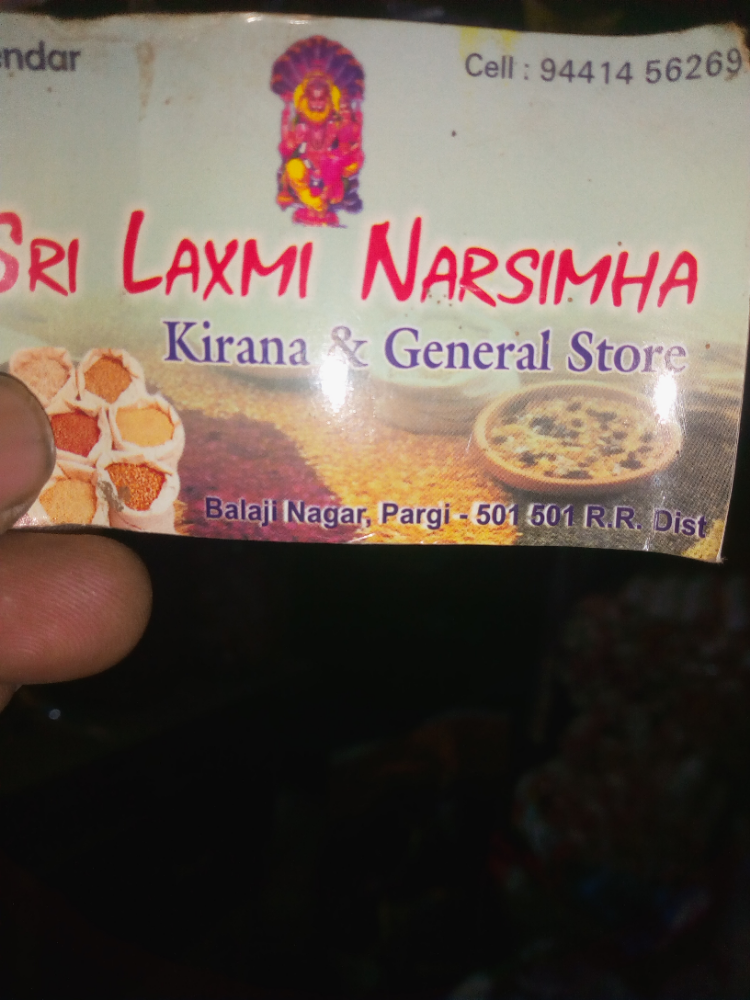 endar
Cell : 94414 56269
SRI LAXMI NARSIMHA
Kirana & General Store
Balaji Nagar, Pargi - 501 501 R.R. Dist